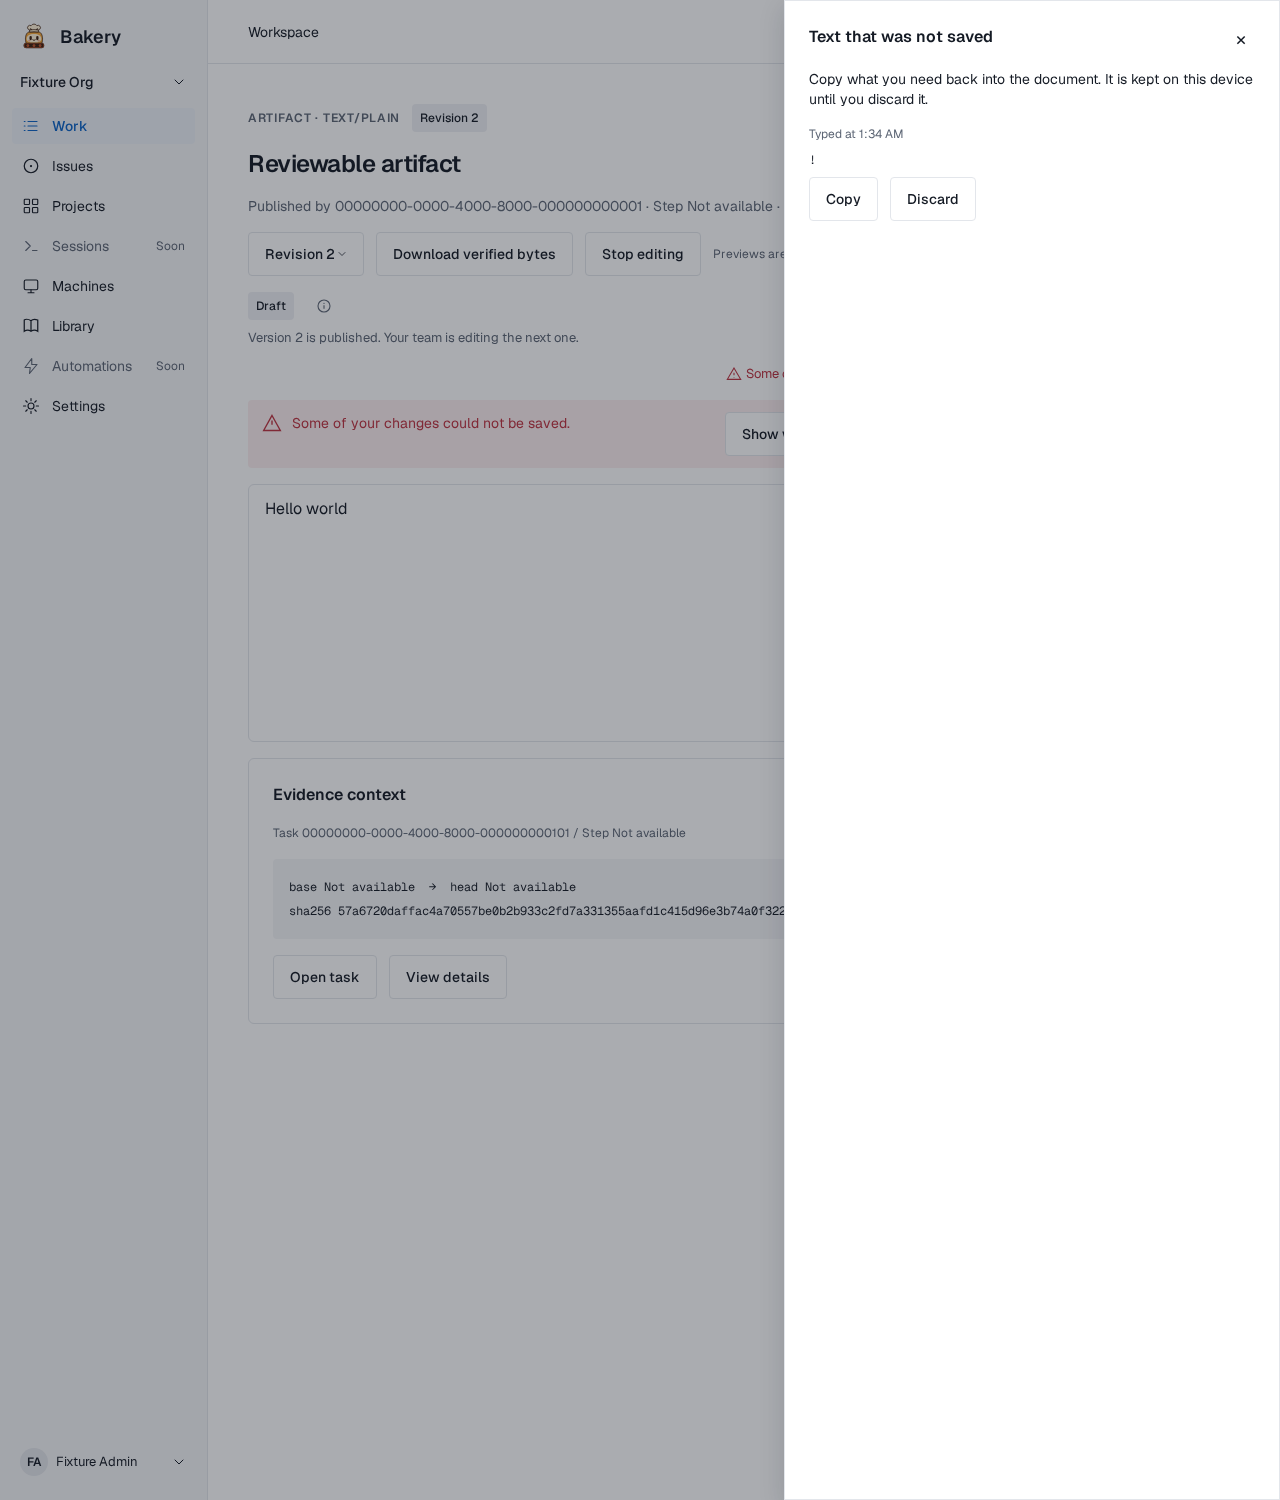 Bakery
Fixture Org
Work
Issues
Projects
Sessions Soon
Machines
Library
Automations Soon
Settings
FA Fixture Admin
Workspace
ARTIFACT · TEXT/PLAIN Revision 2
Reviewable artifact
Published by 00000000-0000-4000-8000-000000000001 · Step Not available ·
Revision 2 Download verified bytes Stop editing Previews are
Draft
Version 2 is published. Your team is editing the next one.
Some
Some of your changes could not be saved.
Show
Hello world
Evidence context
Task 00000000-0000-4000-8000-000000000101 / Step Not available
base Not available → head Not available
sha256 57a6720daffac4a70557be0b2b933c2fd7a331355aafd1c415d96e3b74a0f322
Open task View details
Text that was not saved
Copy what you need back into the document. It is kept on this device
until you discard it.
Typed at 1:34 AM
!
Copy Discard